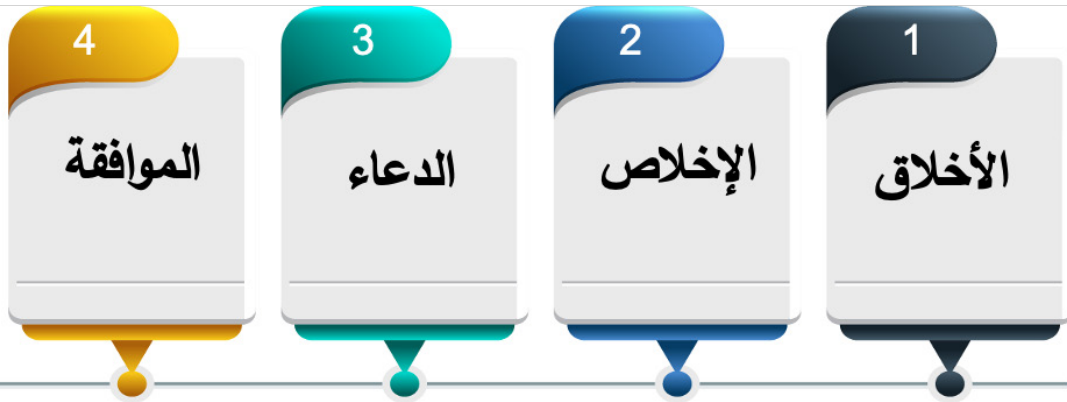 1
الأخلاق
2
الإخلاص
3
الدعاء
4
الموافقة